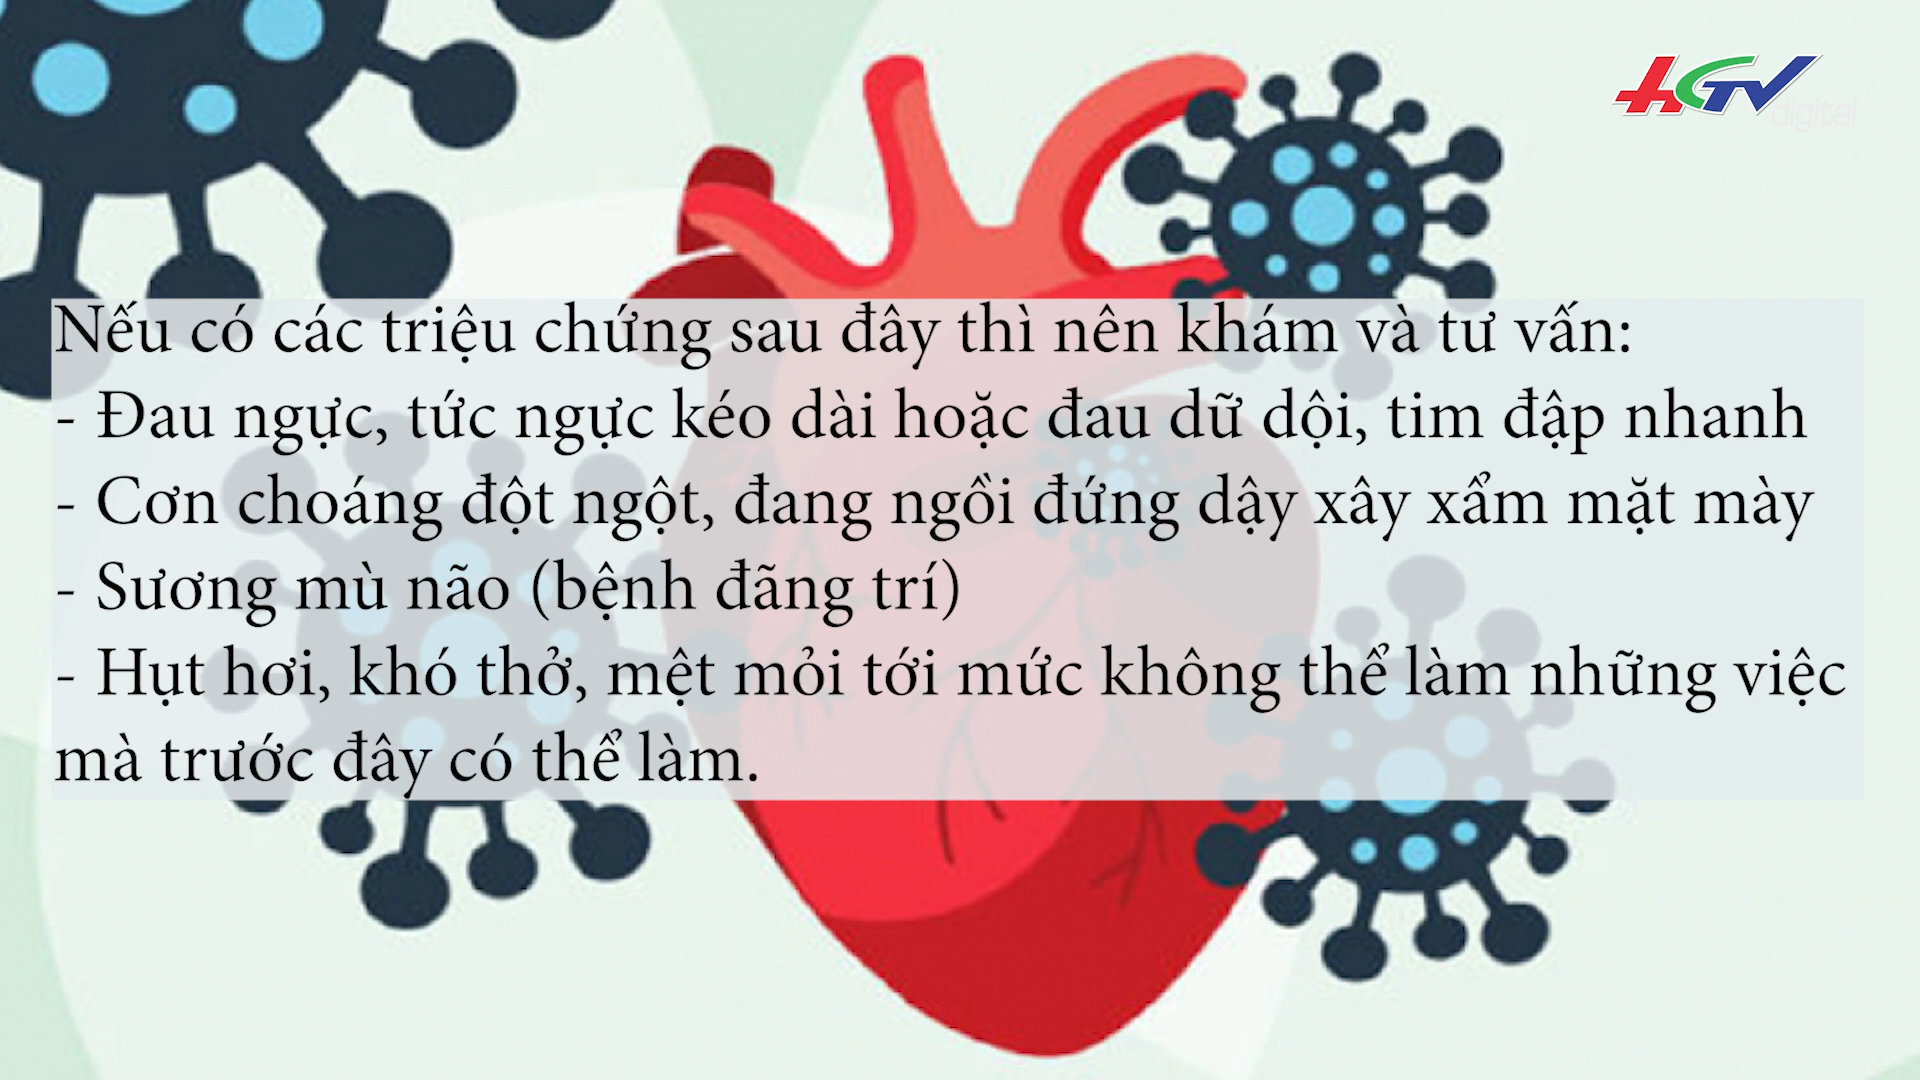 HGTV
digital
Nếu có các triệu chứng sau đây thì nên khám và tư vấn:
- Đau ngực, tức ngực kéo dài hoặc đau dữ dội, tim đập nhanh
- Cơn choáng đột ngột, đang ngồi đứng dậy xây xẩm mặt mày
- Sương mù não (bệnh đãng trí)
- Hụt hơi, khó thở, mệt mỏi tới mức không thể làm những việc
mà trước đây có thể làm.